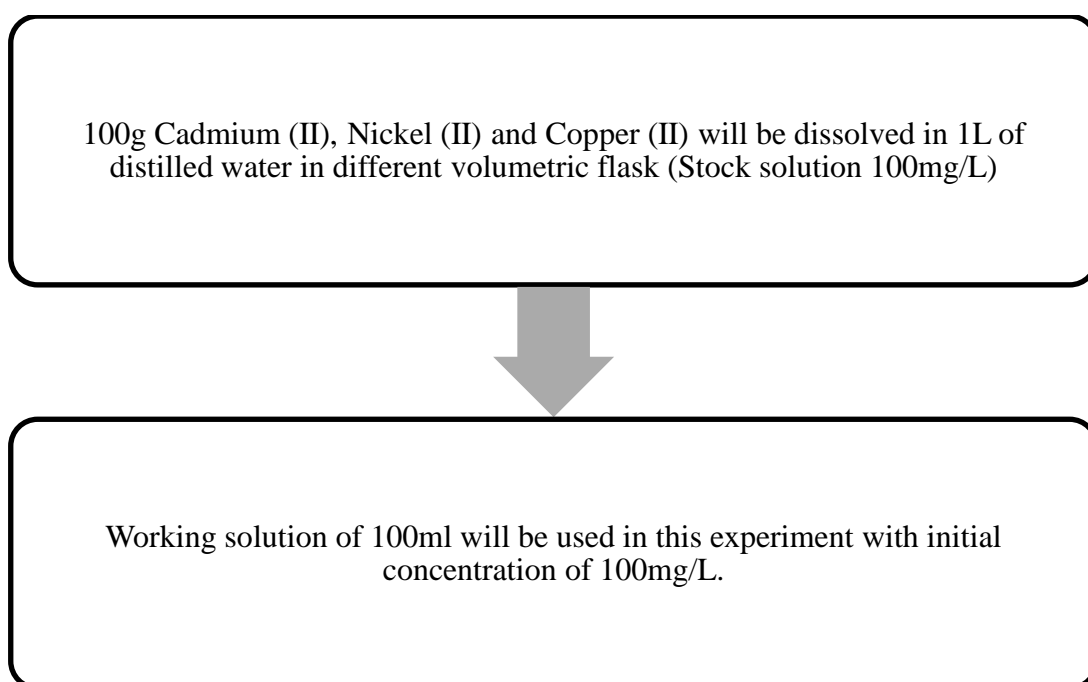 100g Cadmium (II), Nickel (II) and Copper (II) will be dissolved in 1L of
distilled water in different volumetric flask (Stock solution 100mg/L)
Working solution of 100ml will be used in this experiment with initial
concentration of 100mg/L.